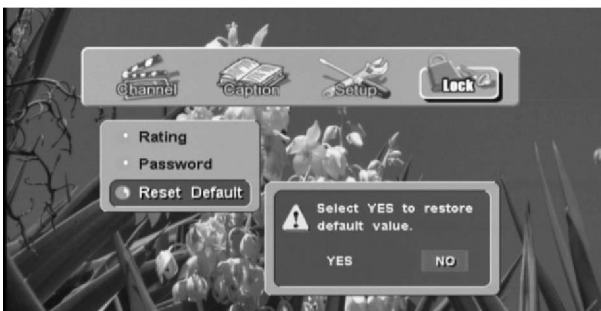 Channel
Caption
Setup
Lock
Rating
Password
Reset Default
Select YES to restore
default value.
YES NO